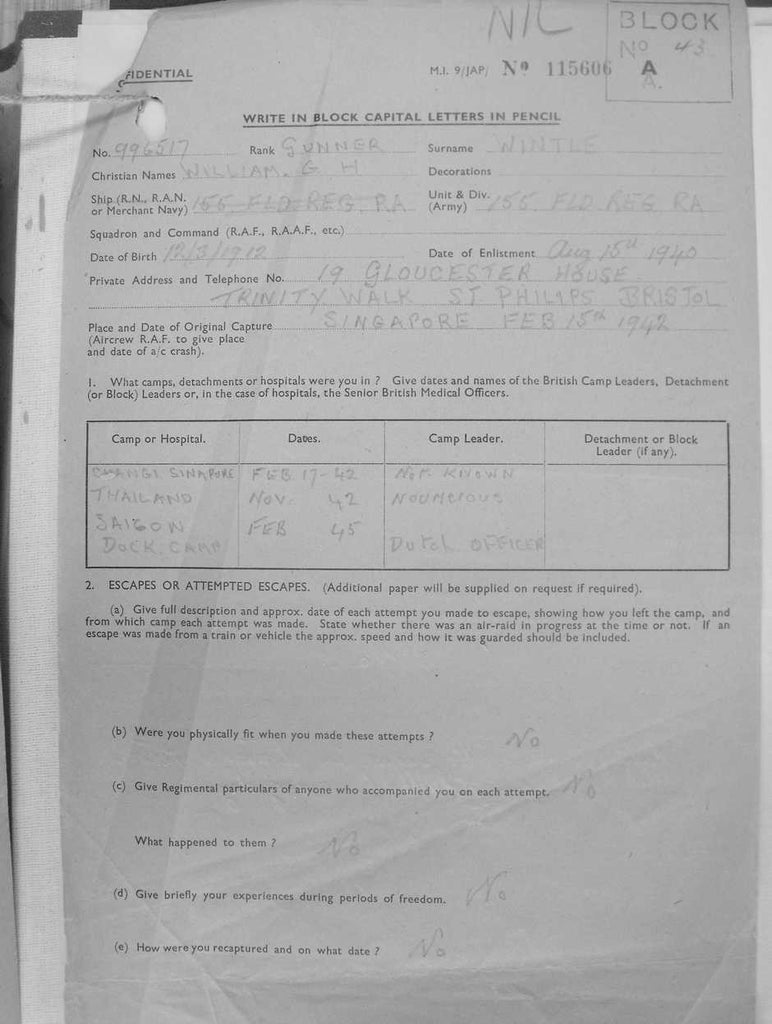 NIL
BLOCK
No 43
A
A.
FIDENTIAL
M.I. 9/JAP/ No 115606
WRITE IN BLOCK CAPITAL LETTERS IN PENCIL
No. 996517 Rank GUNNER Surname WINTLE
Christian Names WILLIAM. G H Decorations
Ship (R.N., R.A.N. or Merchant Navy) 155 FLD REG RA Unit & Div. (Army) 155 FLD REG RA
Squadron and Command (R.A.F., R.A.A.F., etc.)
Date of Birth 12/3/1912 Date of Enlistment Aug 15th 1940
Private Address and Telephone No. 19 GLOUCESTER HOUSE
TRINITY WALK ST PHILIPS BRISTOL
Place and Date of Original Capture SINGAPORE FEB 15th 1942
(Aircrew R.A.F. to give place
and date of a/c crash).
1. What camps, detachments or hospitals were you in ? Give dates and names of the British Camp Leaders, Detachment
(or Block) Leaders or, in the case of hospitals, the Senior British Medical Officers.
Camp or Hospital. Dates. Camp Leader. Detachment or Block Leader (if any).
CHANGI SINAPORE FEB 17-42 NOT KNOWN
THAILAND NOV. 42 NOUMEIOUS
SAIGON FEB 45
DOCK CAMP Dutch OFFICER
2. ESCAPES OR ATTEMPTED ESCAPES. (Additional paper will be supplied on request if required).
(a) Give full description and approx. date of each attempt you made to escape, showing how you left the camp, and
from which camp each attempt was made. State whether there was an air-raid in progress at the time or not. If an
escape was made from a train or vehicle the approx. speed and how it was guarded should be included.
(b) Were you physically fit when you made these attempts ? No
(c) Give Regimental particulars of anyone who accompanied you on each attempt. No
What happened to them ? No
(d) Give briefly your experiences during periods of freedom. No
(e) How were you recaptured and on what date ? No